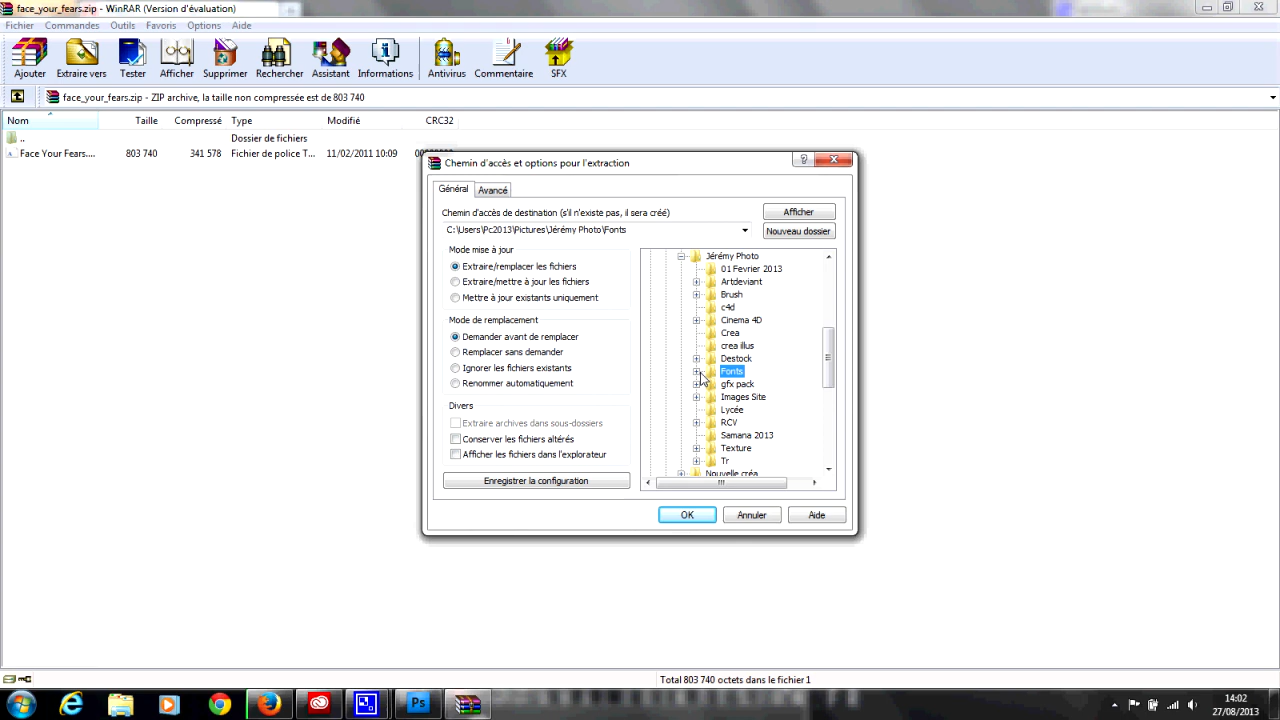 face_your_fears.zip - WinRAR (Version d'évaluation)
Fichier Commandes Outils Favoris Options Aide
Ajouter Extraire vers Tester Afficher Supprimer Rechercher Assistant Informations Antivirus Commentaire SFX
face_your_fears.zip - ZIP archive, la taille non compressée est de 803 740
Nom Taille Compressé Type Modifié CRC32
.. Dossier de fichiers
Face Your Fears.... 803 740 341 578 Fichier de police T... 11/02/2011 10:09
Chemin d'accès et options pour l'extraction
Général Avancé
Chemin d'accès de destination (s'il n'existe pas, il sera créé)
Afficher
C:\Users\Pc2013\Pictures\Jérémy Photo\Fonts
Nouveau dossier
Mode mise à jour
Extraire/remplacer les fichiers
Extraire/mettre à jour les fichiers
Mettre à jour existants uniquement
Mode de remplacement
Demander avant de remplacer
Remplacer sans demander
Ignorer les fichiers existants
Renommer automatiquement
Divers
Extraire archives dans sous-dossiers
Conserver les fichiers altérés
Afficher les fichiers dans l'explorateur
Enregistrer la configuration
Jérémy Photo
01 Fevrier 2013
Artdeviant
Brush
c4d
Cinema 4D
Crea
crea illus
Destock
Fonts
gfx pack
Images Site
Lycée
RCV
Samana 2013
Texture
Tr
Nouvelle créa
OK Annuler Aide
Total 803 740 octets dans le fichier 1
Ps
14:02
27/08/2013